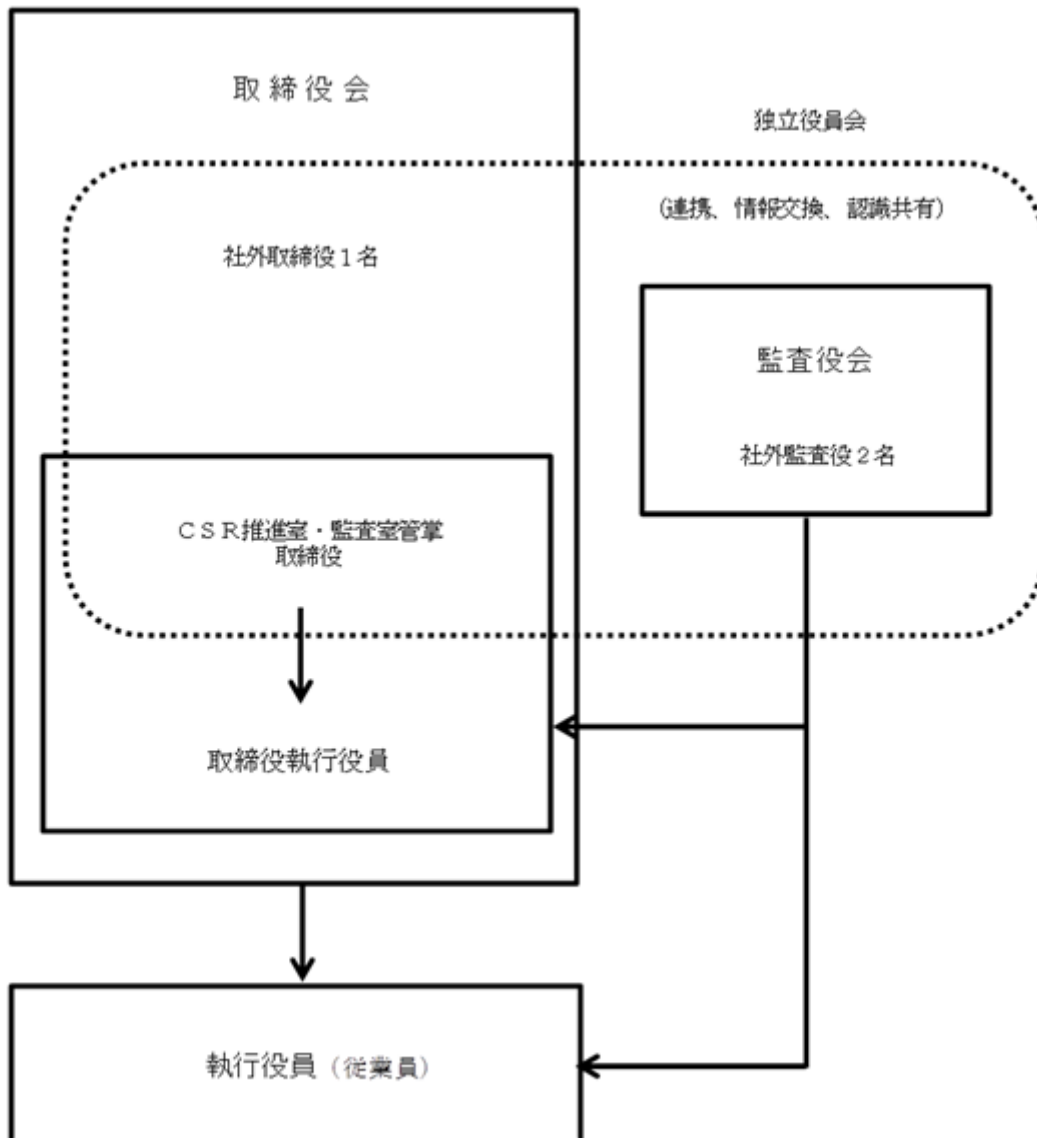 取締役会
独立役員会
(連携、情報交換、認識共有)
社外取締役1名
監査役会
社外監査役2名
CSR推進室・監査室管掌
取締役
取締役執行役員
執行役員(従業員)